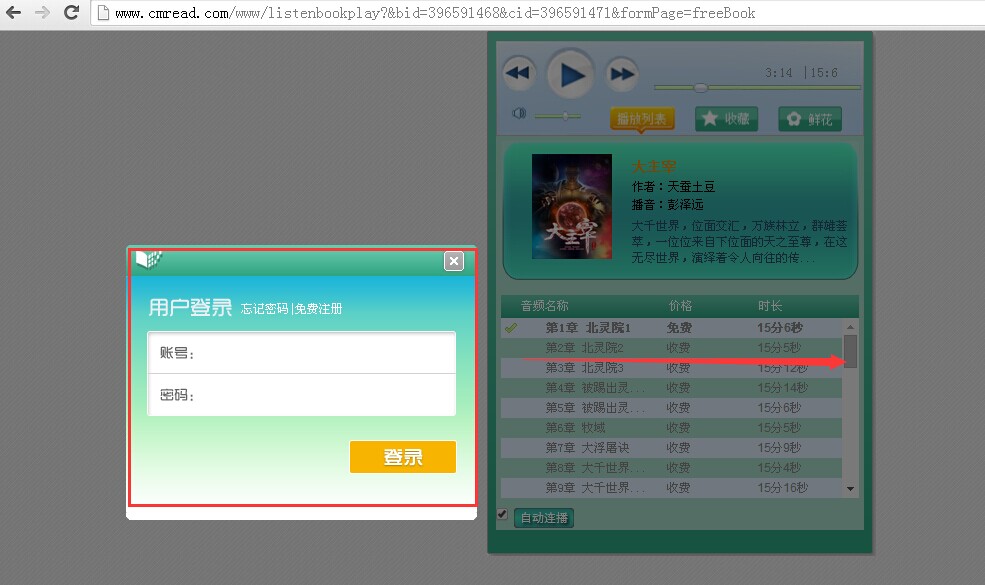 www.cmread.com/www/listenbookplay?&bid=396591468&cid=396591471&formPage=freeBook
3:14 |15:6
播放列表 收藏 鲜花
大主宰
大主宰
作者：天蚕土豆
播音：彭泽远
大千世界，位面交汇，万族林立，群雄荟
萃，一位位来自下位面的天之至尊，在这
无尽世界，演绎着令人向往的传...
用户登录 忘记密码|免费注册
账号：
密码：
登录
音频名称 价格 时长
第1章 北灵院1 免费 15分6秒
第2章 北灵院2 收费 15分5秒
第3章 北灵院3 收费 15分12秒
第4章 被踢出灵... 收费 15分14秒
第5章 被踢出灵... 收费 15分6秒
第6章 牧域 收费 15分5秒
第7章 大浮屠诀 收费 15分9秒
第8章 大千世界... 收费 15分4秒
第9章 大千世界... 收费 15分16秒
自动连播